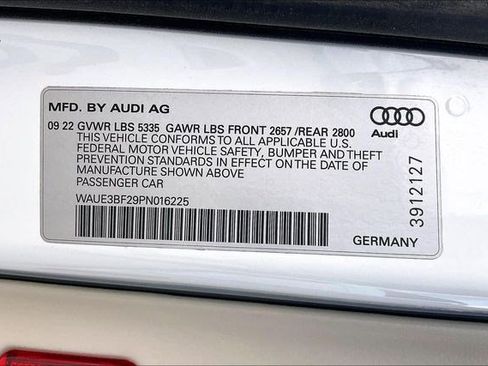 MFD. BY AUDI AG
09 22 GVWR LBS 5335 GAWR LBS FRONT 2657 /REAR 2800
THIS VEHICLE CONFORMS TO ALL APPLICABLE U.S.
FEDERAL MOTOR VEHICLE SAFETY, BUMPER AND THEFT
PREVENTION STANDARDS IN EFFECT ON THE DATE OF
MANUFACTURE SHOWN ABOVE
PASSENGER CAR
WAUE3BF29PN016225
Audi
3912127
GERMANY